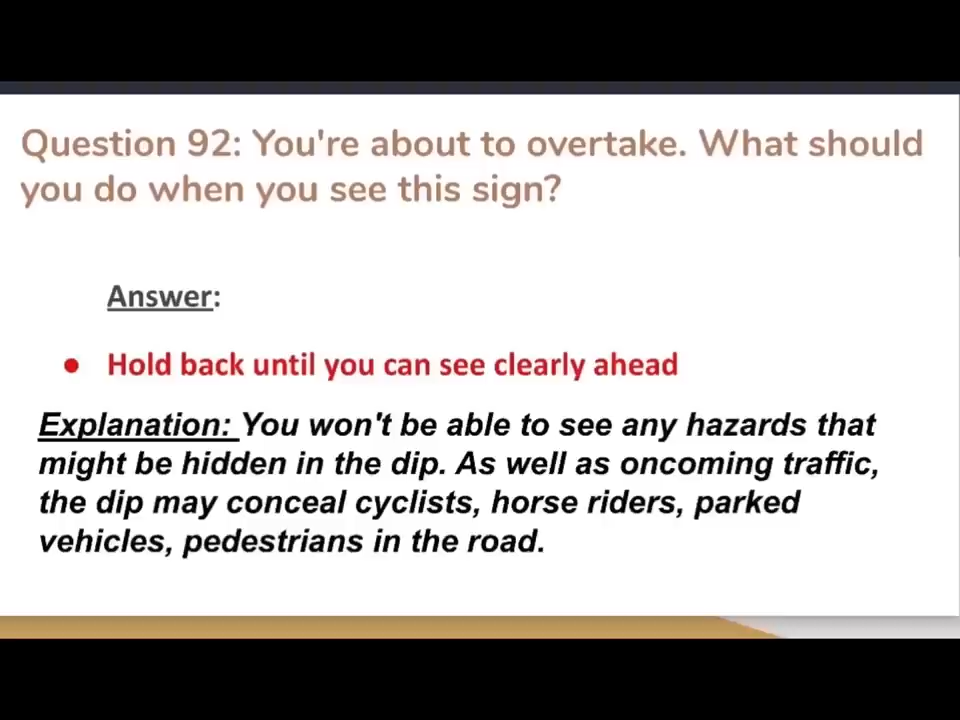 Question 92: You're about to overtake. What should
you do when you see this sign?
Answer:
● Hold back until you can see clearly ahead
Explanation: You won't be able to see any hazards that
might be hidden in the dip. As well as oncoming traffic,
the dip may conceal cyclists, horse riders, parked
vehicles, pedestrians in the road.